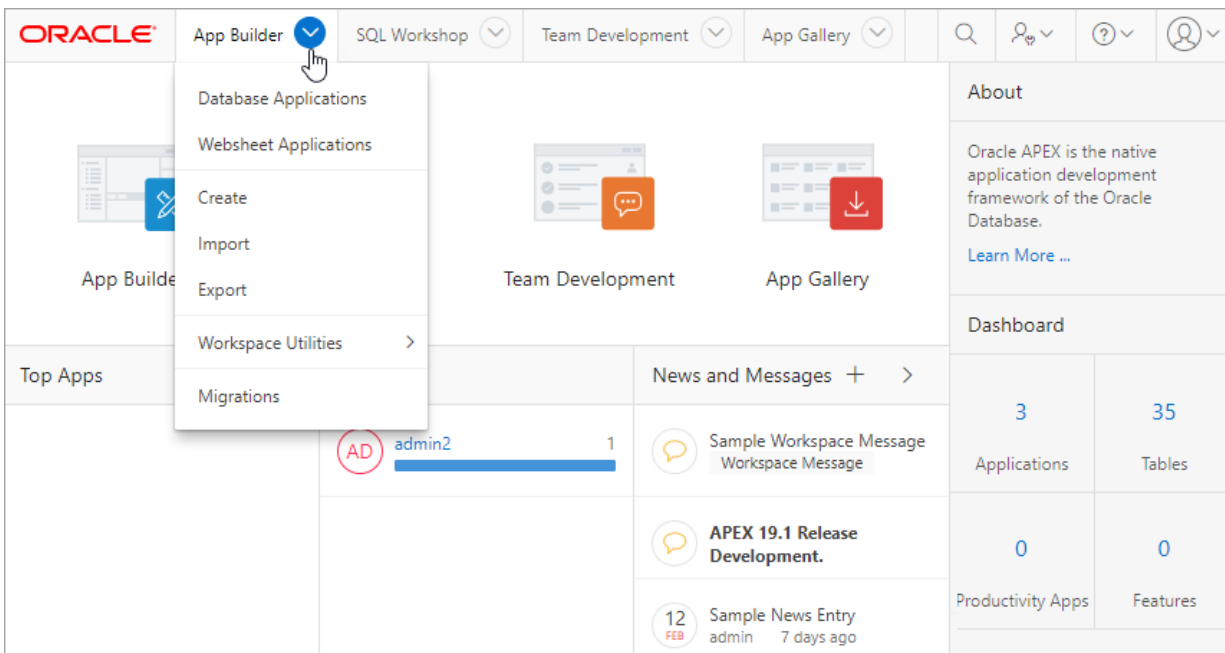 ORACLE
App Builder
SQL Workshop
Team Development
App Gallery
Database Applications
Websheet Applications
Create
Import
Export
Workspace Utilities
Migrations
App Builde
Team Development
App Gallery
About
Oracle APEX is the native
application development
framework of the Oracle
Database.
Learn More ...
Dashboard
3
Applications
35
Tables
0
Productivity Apps
0
Features
Top Apps
AD
admin2
1
News and Messages
Sample Workspace Message
Workspace Message
APEX 19.1 Release
Development.
12
FEB
Sample News Entry
admin 7 days ago